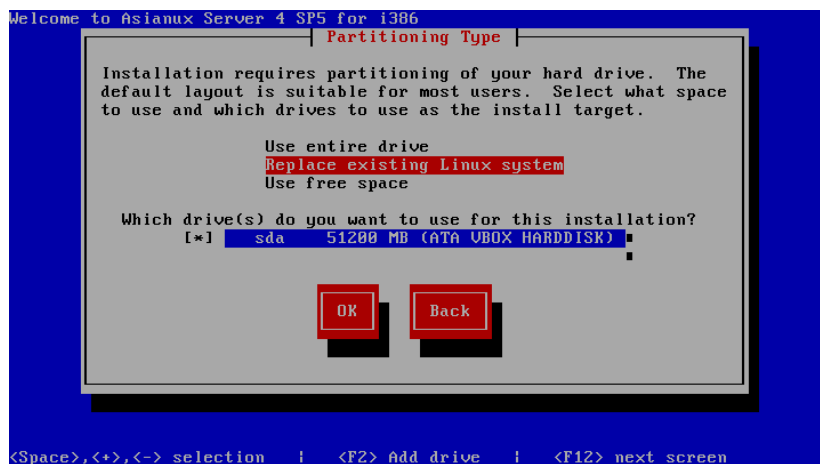 Welcome to Asianux Server 4 SP5 for i386
Partitioning Type
Installation requires partitioning of your hard drive.  The
default layout is suitable for most users.  Select what space
to use and which drives to use as the install target.
Use entire drive
Replace existing Linux system
Use free space
Which drive(s) do you want to use for this installation?
[*]    sda    51200 MB (ATA VBOX HARDDISK)
OK    Back
<Space>,<+>,<-> selection   |   <F2> Add drive   |   <F12> next screen